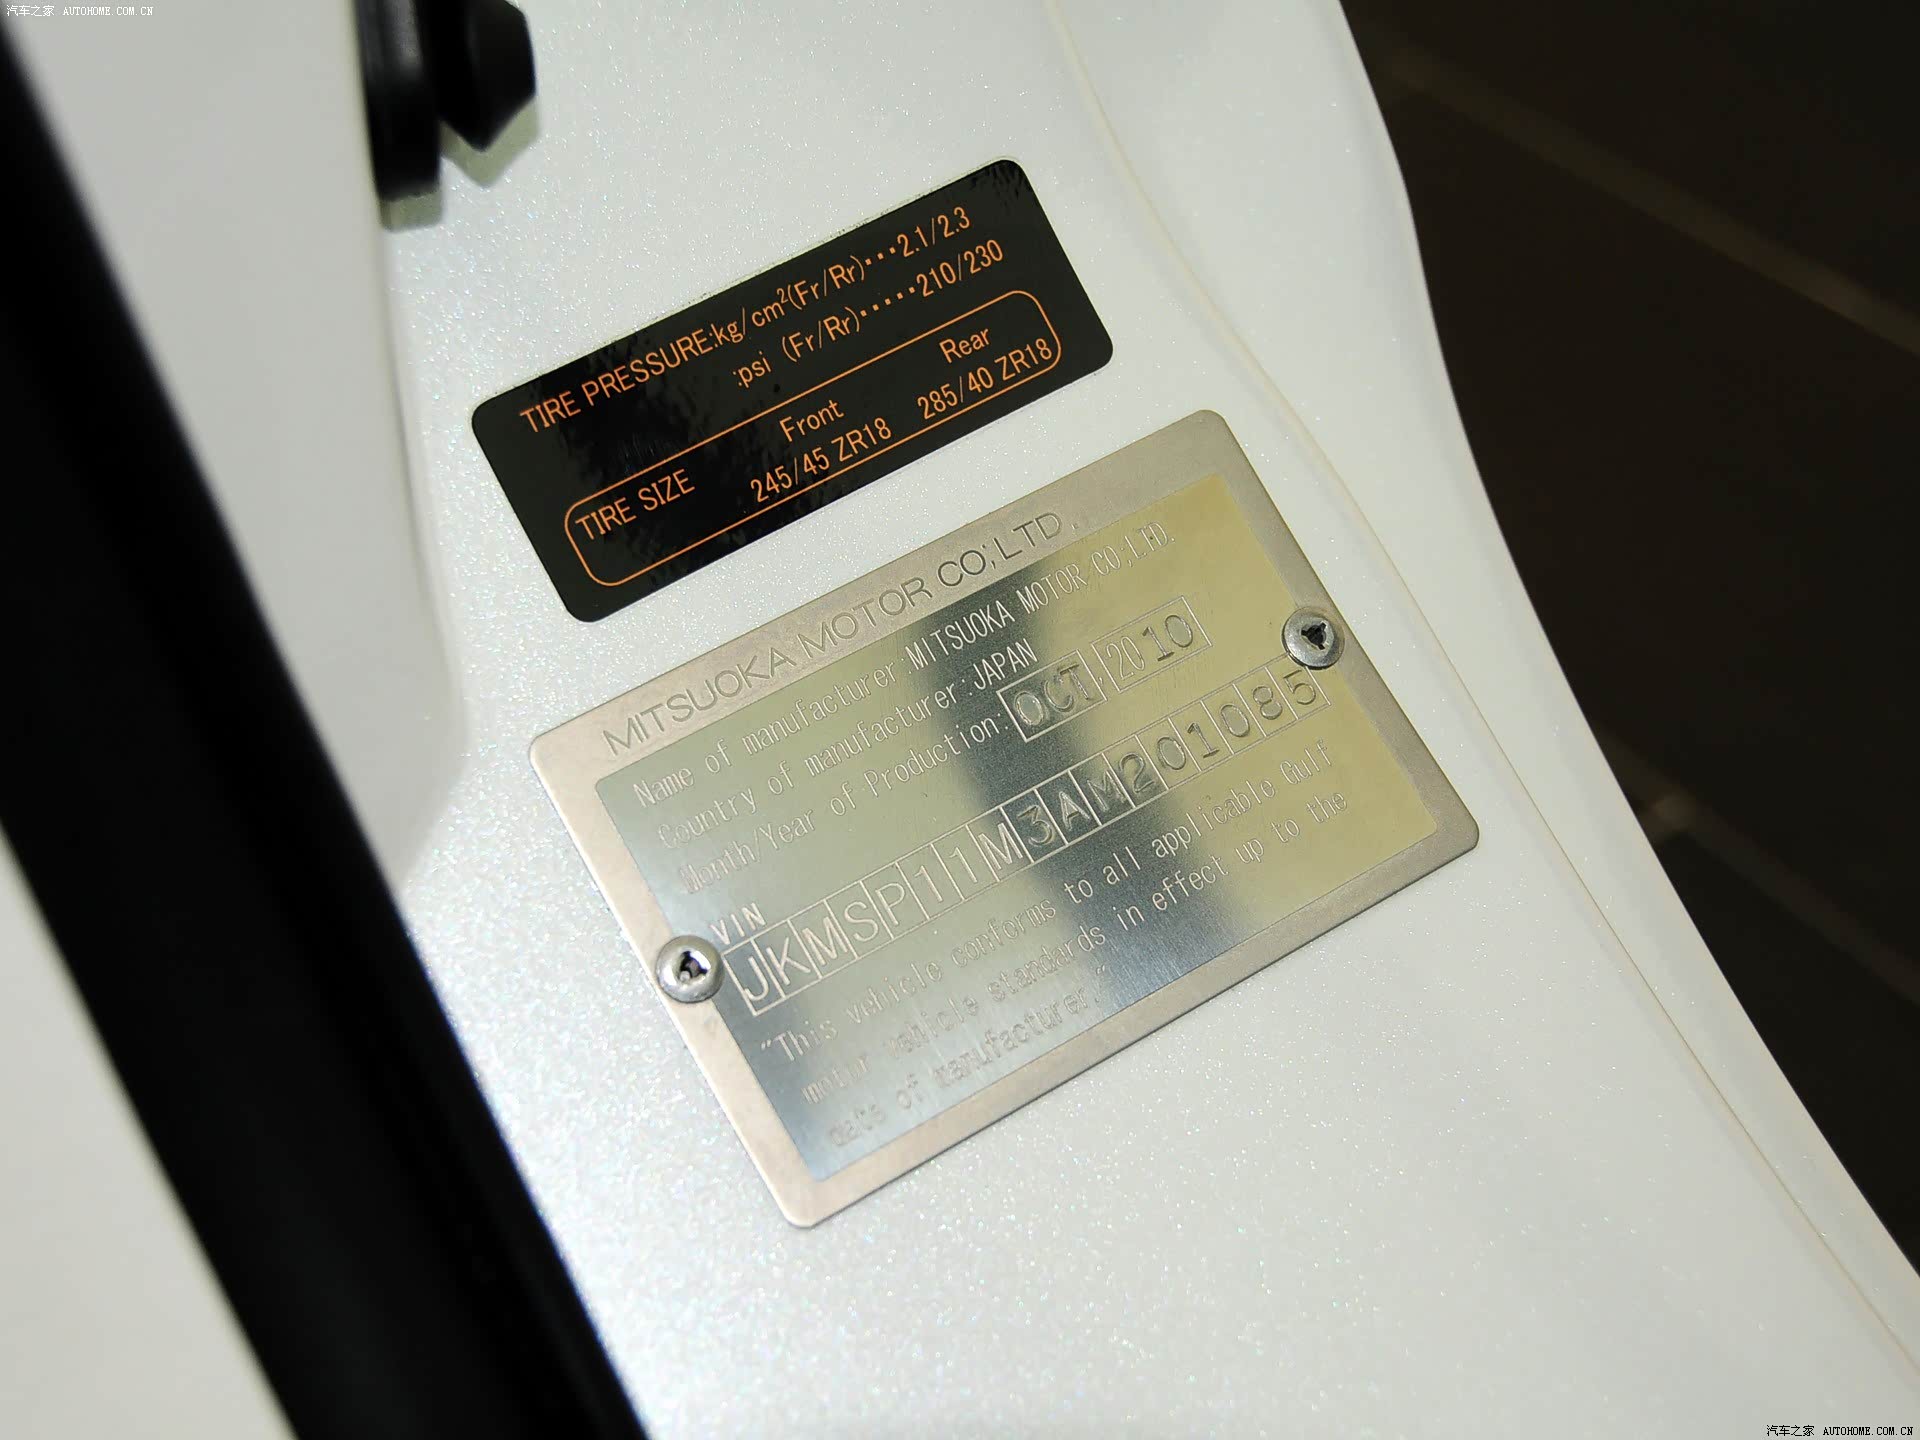 汽车之家 AUTOHOME.COM.CN
TIRE PRESSURE:kg/cm²(Fr/Rr)•••2.1/2.3
:psi (Fr/Rr)•••••210/230
Front Rear
TIRE SIZE 245/45 ZR18 285/40 ZR18
MITSUOKA MOTOR CO;LTD.
Name of manufacturer:MITSUOKA MOTOR CO;LTD.
Country of manufacturer:JAPAN
Month/Year of Production:OCT,2010
VIN
JKMSP11M3AM201085
"This vehicle conforms to all applicable Gulf
motor vehicle standards in effect up to the
date of manufacturer."
汽车之家 AUTOHOME.COM.CN